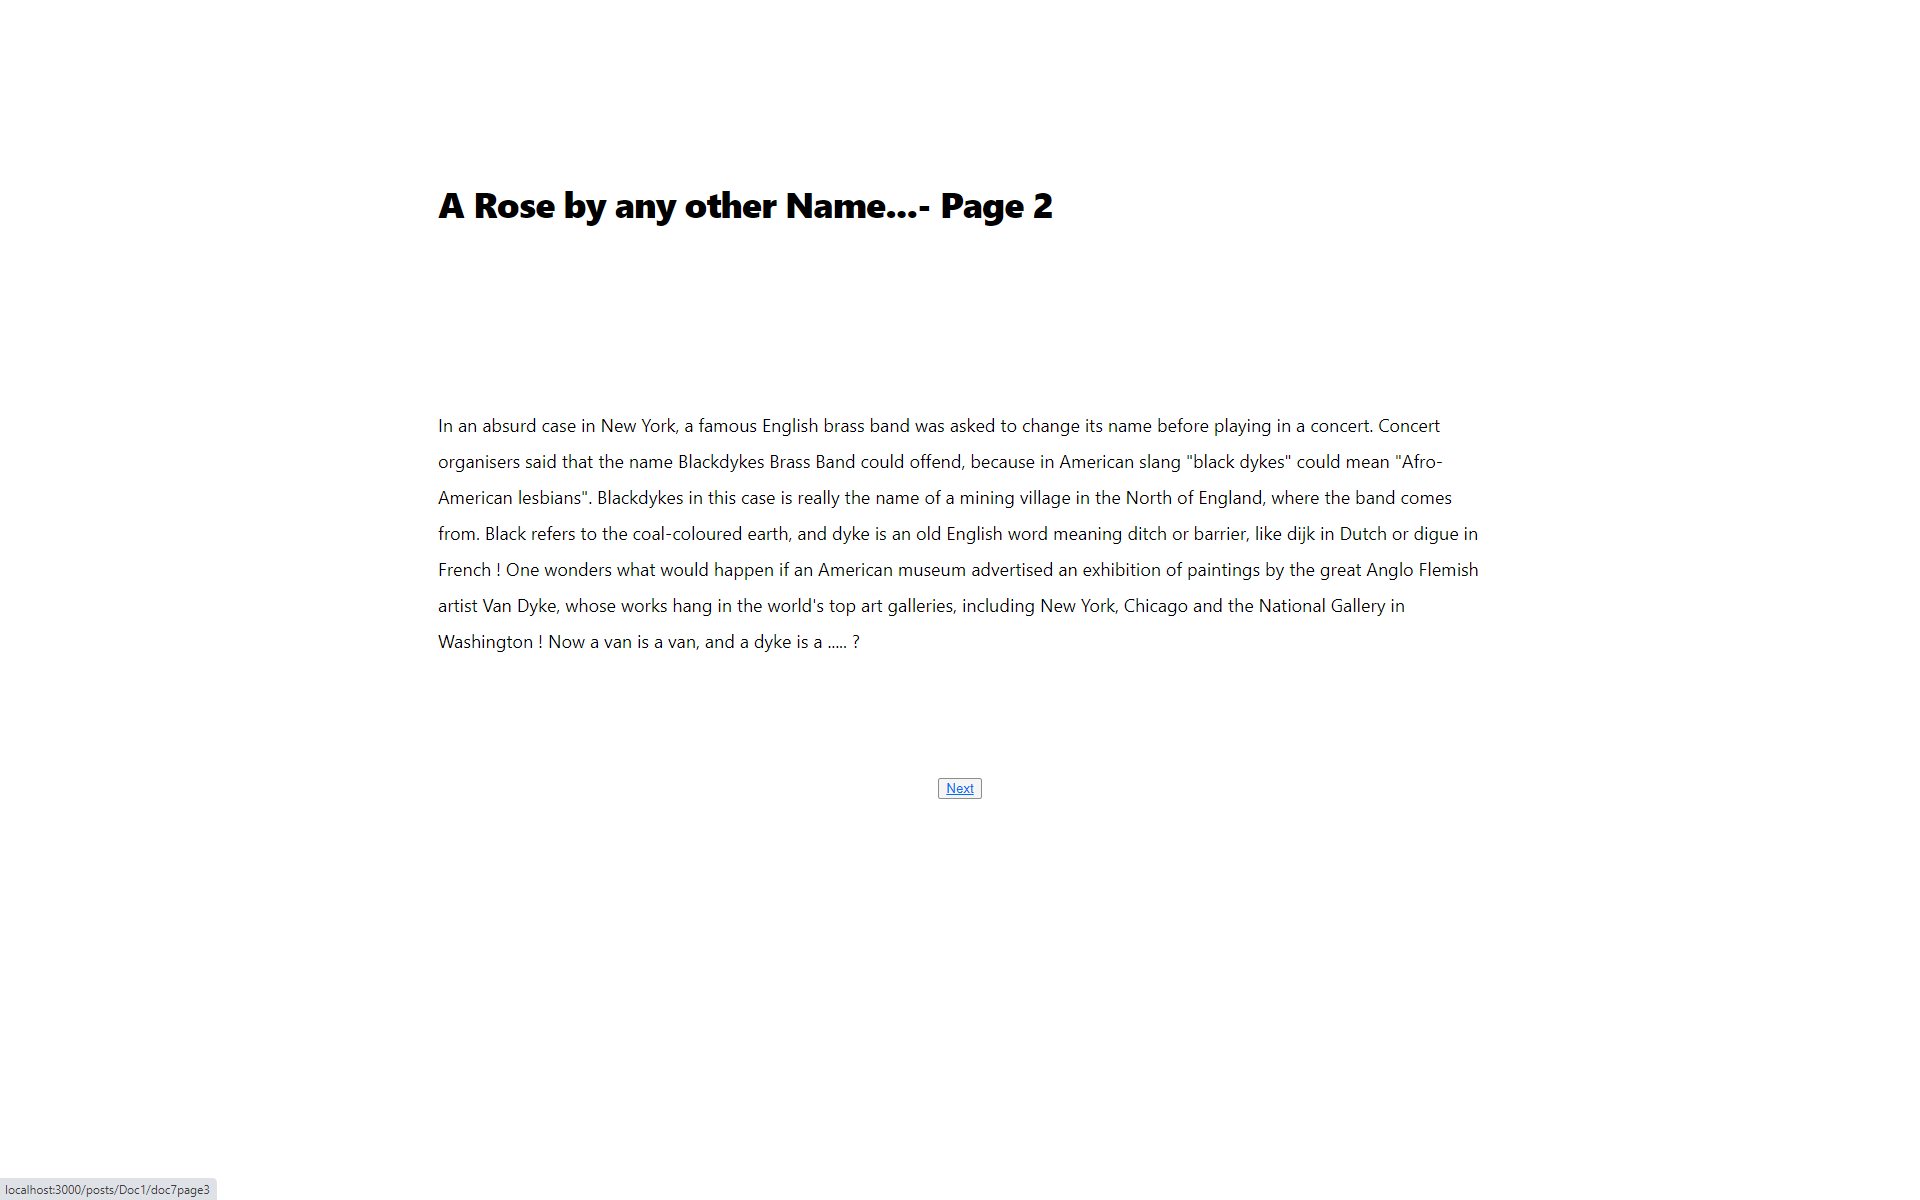 A Rose by any other Name...- Page 2
In an absurd case in New York, a famous English brass band was asked to change its name before playing in a concert. Concert
organisers said that the name Blackdykes Brass Band could offend, because in American slang "black dykes" could mean "Afro-
American lesbians". Blackdykes in this case is really the name of a mining village in the North of England, where the band comes
from. Black refers to the coal-coloured earth, and dyke is an old English word meaning ditch or barrier, like dijk in Dutch or digue in
French ! One wonders what would happen if an American museum advertised an exhibition of paintings by the great Anglo Flemish
artist Van Dyke, whose works hang in the world's top art galleries, including New York, Chicago and the National Gallery in
Washington ! Now a van is a van, and a dyke is a ..... ?
Next
localhost:3000/posts/Doc1/doc7page3